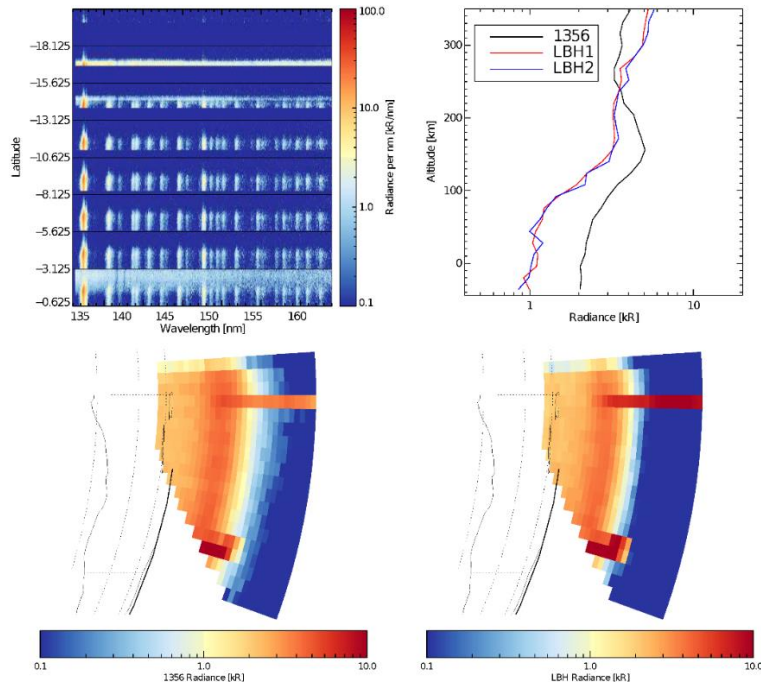 100.0
10.0
1.0
0.1
Radiance per nm [kR/nm]
−18.125
−15.625
−13.125
−10.625
−8.125
−5.625
−3.125
−0.625
Latitude
135 140 145 150 155 160
Wavelength [nm]
300
200
100
0
Altitude [km]
1356
LBH1
LBH2
1 10
Radiance [kR]
0.1 1.0 10.0
1356 Radiance [kR]
0.1 1.0 10.0
LBH Radiance [kR]